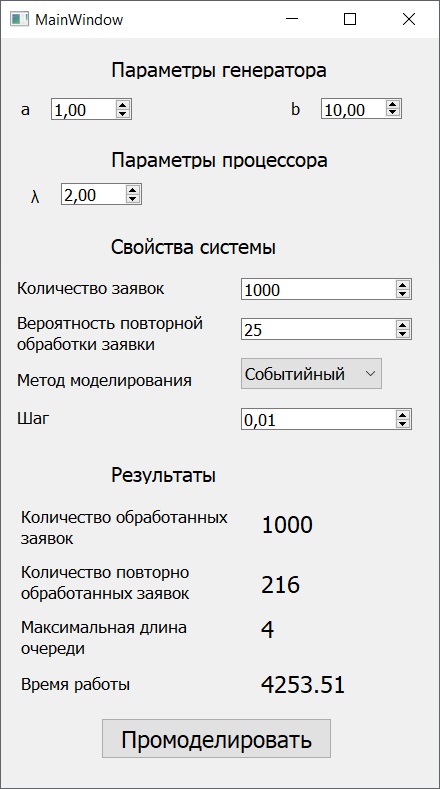 MainWindow
Параметры генератора
a 1,00 b 10,00
Параметры процессора
λ 2,00
Свойства системы
Количество заявок 1000
Вероятность повторной
обработки заявки 25
Метод моделирования Событийный
Шаг 0,01
Результаты
Количество обработанных
заявок 1000
Количество повторно
обработанных заявок 216
Максимальная длина
очереди 4
Время работы 4253.51
Промоделировать